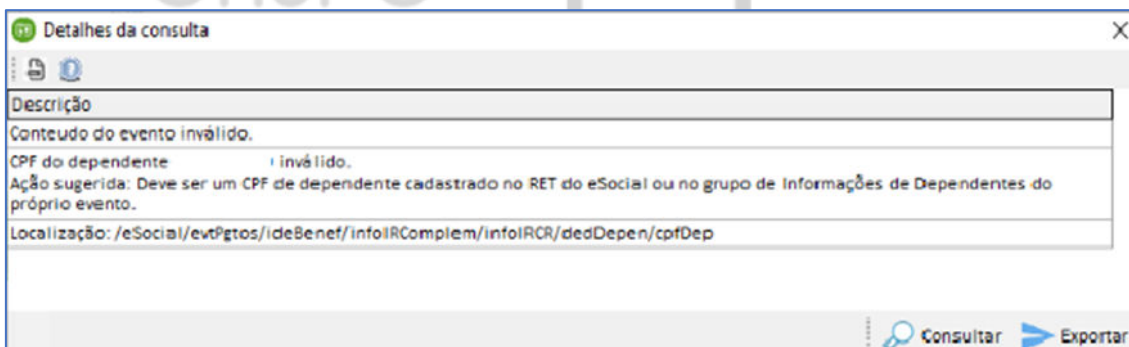 Detalhes da consulta
Descrição
Conteudo do evento inválido.
CPF do dependente inválido.
Ação sugerida: Deve ser um CPF de dependente cadastrado no RET do eSocial ou no grupo de Informações de Dependentes do
próprio evento.
Localização: /eSocial/evtPgtos/ideBenef/infoIRComplem/infoIRCR/dedDepen/cpfDep
Consultar Exportar